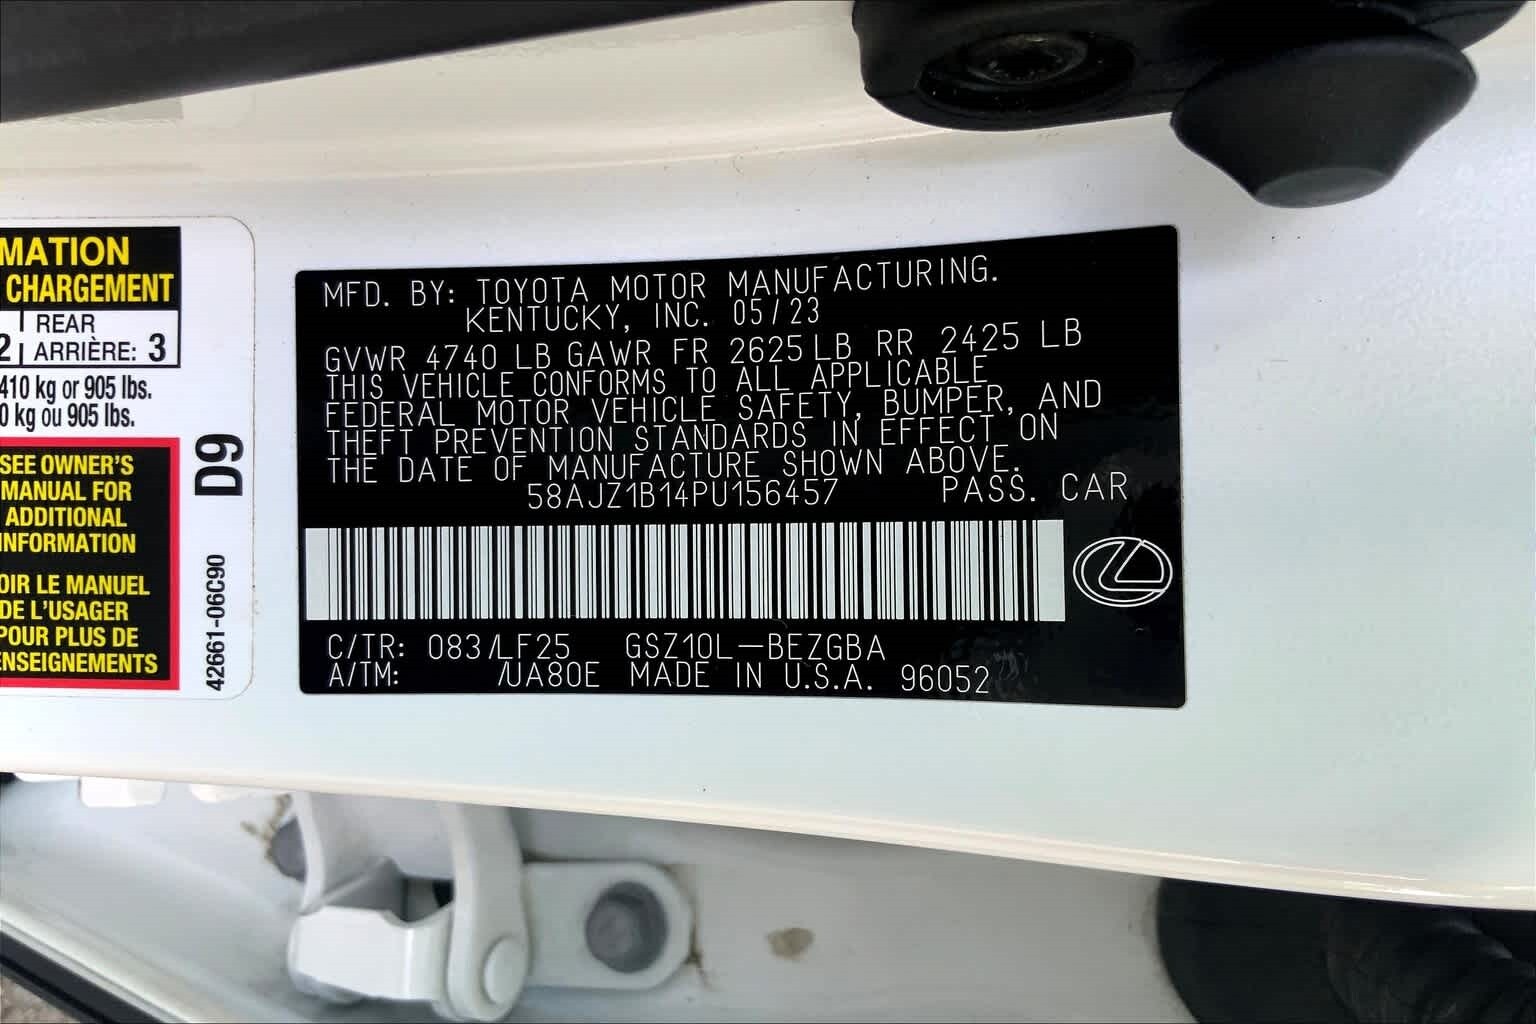 MATION
CHARGEMENT
2 REAR
ARRIÈRE: 3
410 kg or 905 lbs.
0 kg ou 905 lbs.
SEE OWNER'S
MANUAL FOR
ADDITIONAL
INFORMATION
OIR LE MANUEL
DE L'USAGER
POUR PLUS DE
ENSEIGNEMENTS
D9
42661-06C90
MFD. BY: TOYOTA MOTOR MANUFACTURING.
KENTUCKY, INC. 05/23
GVWR 4740 LB GAWR FR 2625 LB RR 2425 LB
THIS VEHICLE CONFORMS TO ALL APPLICABLE
FEDERAL MOTOR VEHICLE SAFETY, BUMPER, AND
THEFT PREVENTION STANDARDS IN EFFECT ON
THE DATE OF MANUFACTURE SHOWN ABOVE.
58AJZ1B14PU156457 PASS. CAR
C/TR: 083/LF25 GSZ10L-BEZGBA
A/TM: /UA80E MADE IN U.S.A. 96052